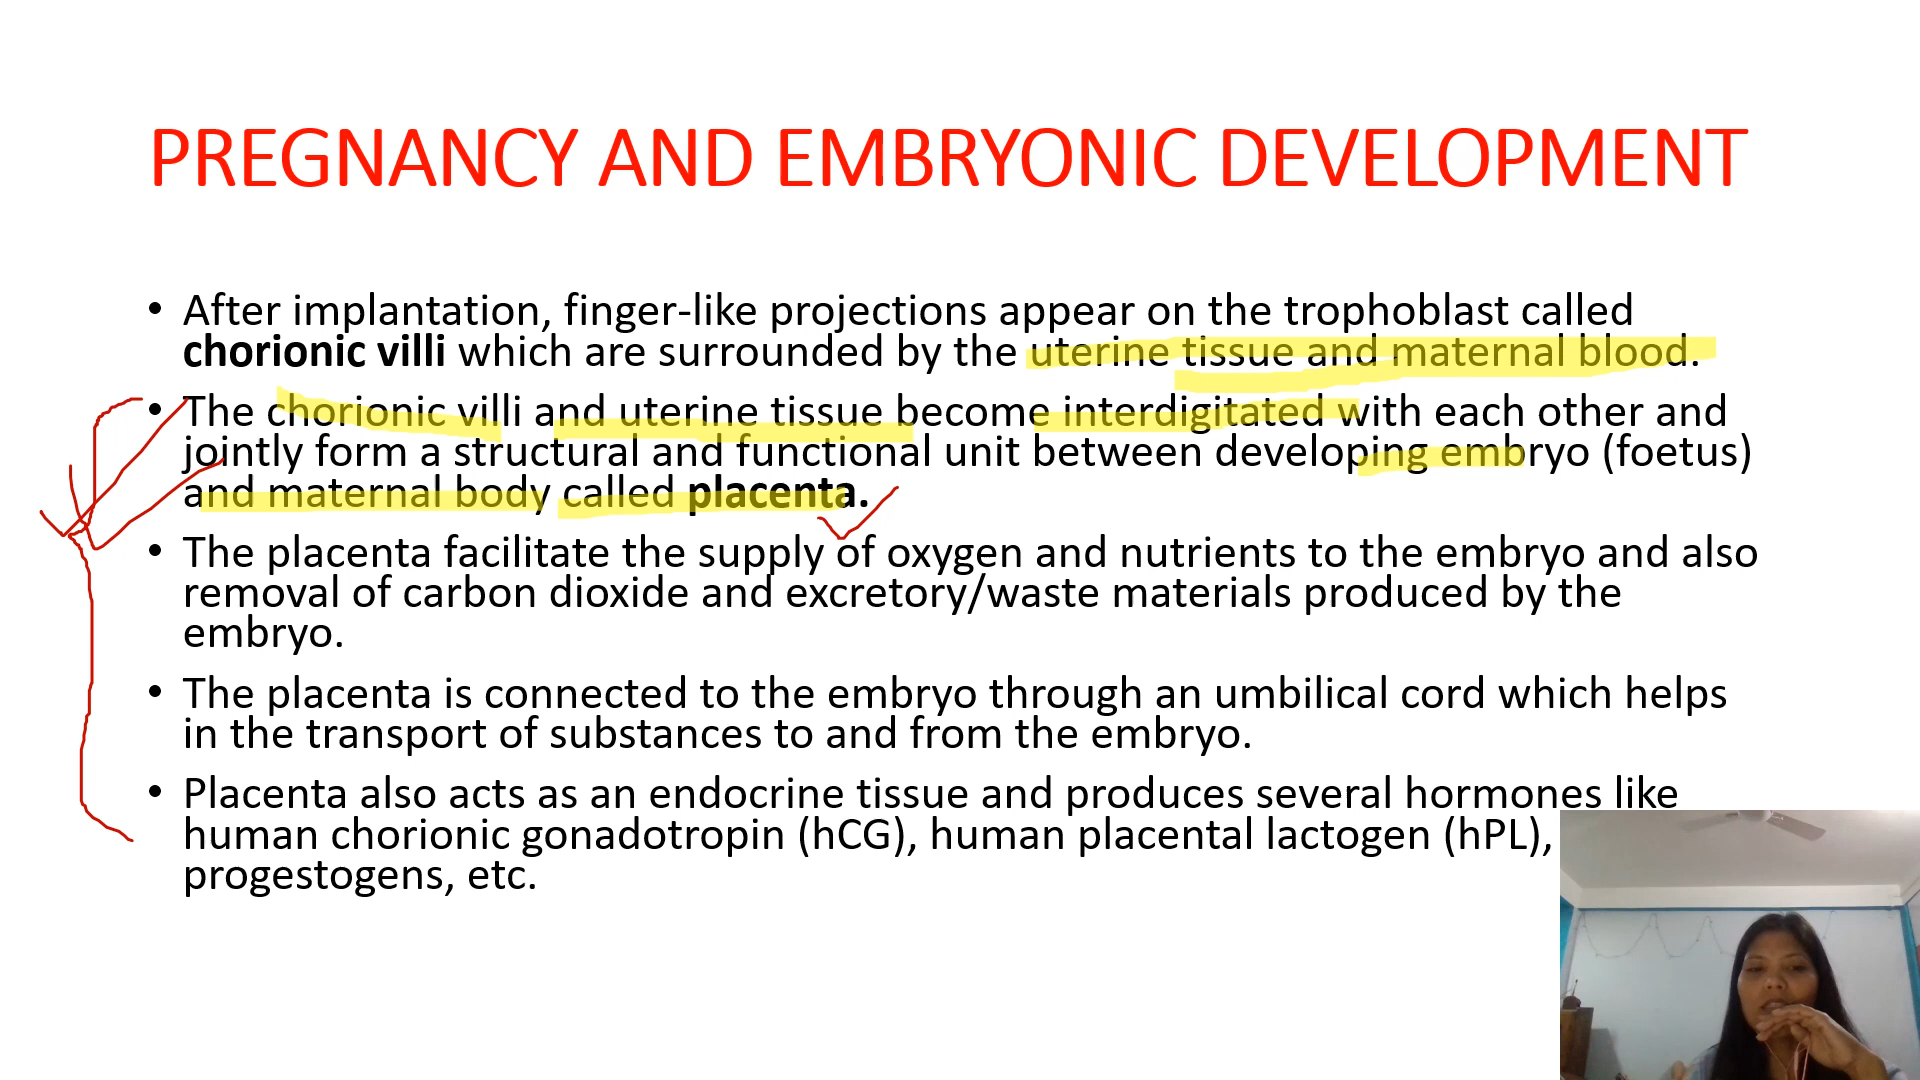 PREGNANCY AND EMBRYONIC DEVELOPMENT
• After implantation, finger-like projections appear on the trophoblast called
chorionic villi which are surrounded by the uterine tissue and maternal blood.
• The chorionic villi and uterine tissue become interdigitated with each other and
jointly form a structural and functional unit between developing embryo (foetus)
and maternal body called placenta.
• The placenta facilitate the supply of oxygen and nutrients to the embryo and also
removal of carbon dioxide and excretory/waste materials produced by the
embryo.
• The placenta is connected to the embryo through an umbilical cord which helps
in the transport of substances to and from the embryo.
• Placenta also acts as an endocrine tissue and produces several hormones like
human chorionic gonadotropin (hCG), human placental lactogen (hPL),
progestogens, etc.